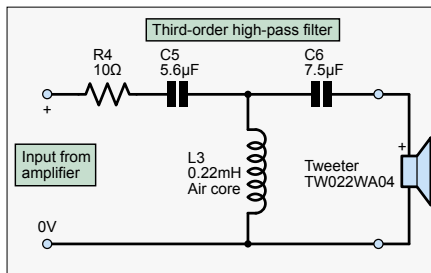 Third-order high-pass filter
R4
10Ω
C5
5.6µF
C6
7.5µF
+
Input from
amplifier
L3
0.22mH
Air core
+
Tweeter
TW022WA04
0V